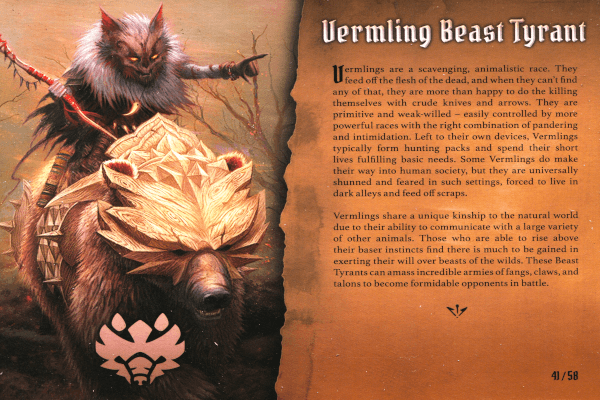 Vermling Beast Tyrant
Vermlings are a scavenging, animalistic race. They
feed off the flesh of the dead, and when they can't find
any of that, they are more than happy to do the killing
themselves with crude knives and arrows. They are
primitive and weak-willed – easily controlled by more
powerful races with the right combination of pandering
and intimidation. Left to their own devices, Vermlings
typically form hunting packs and spend their short
lives fulfilling basic needs. Some Vermlings do make
their way into human society, but they are universally
shunned and feared in such settings, forced to live in
dark alleys and feed off scraps.
Vermlings share a unique kinship to the natural world
due to their ability to communicate with a large variety
of other animals. Those who are able to rise above
their baser instincts find there is much to be gained in
exerting their will over beasts of the wilds. These Beast
Tyrants can amass incredible armies of fangs, claws, and
talons to become formidable opponents in battle.
41 / 58